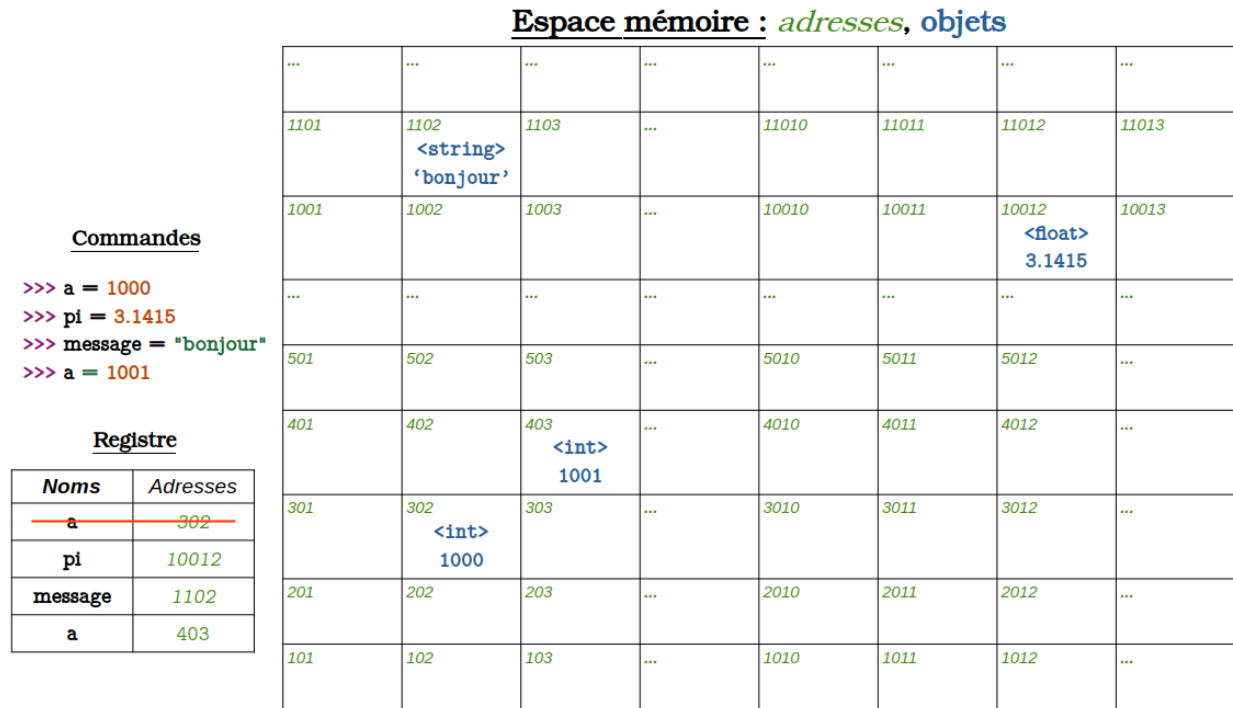 Espace mémoire : adresses, objets
... ... ... ... ... ... ... ...
1101 1102 1103 ... 11010 11011 11012 11013
<string>
‘bonjour’
1001 1002 1003 ... 10010 10011 10012 10013
<float>
3.1415
... ... ... ... ... ... ... ...
501 502 503 ... 5010 5011 5012 ...
401 402 403 ... 4010 4011 4012 ...
<int>
1001
301 302 303 ... 3010 3011 3012 ...
<int>
1000
201 202 203 ... 2010 2011 2012 ...
101 102 103 ... 1010 1011 1012 ...
Commandes
>>> a = 1000
>>> pi = 3.1415
>>> message = "bonjour"
>>> a = 1001
Registre
Noms Adresses
a 302
pi 10012
message 1102
a 403